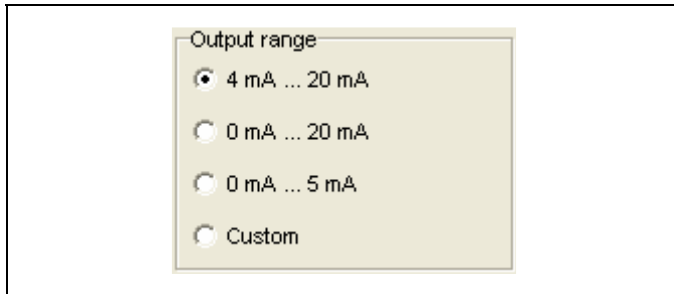 Output range
4 mA ... 20 mA
0 mA ... 20 mA
0 mA ... 5 mA
Custom